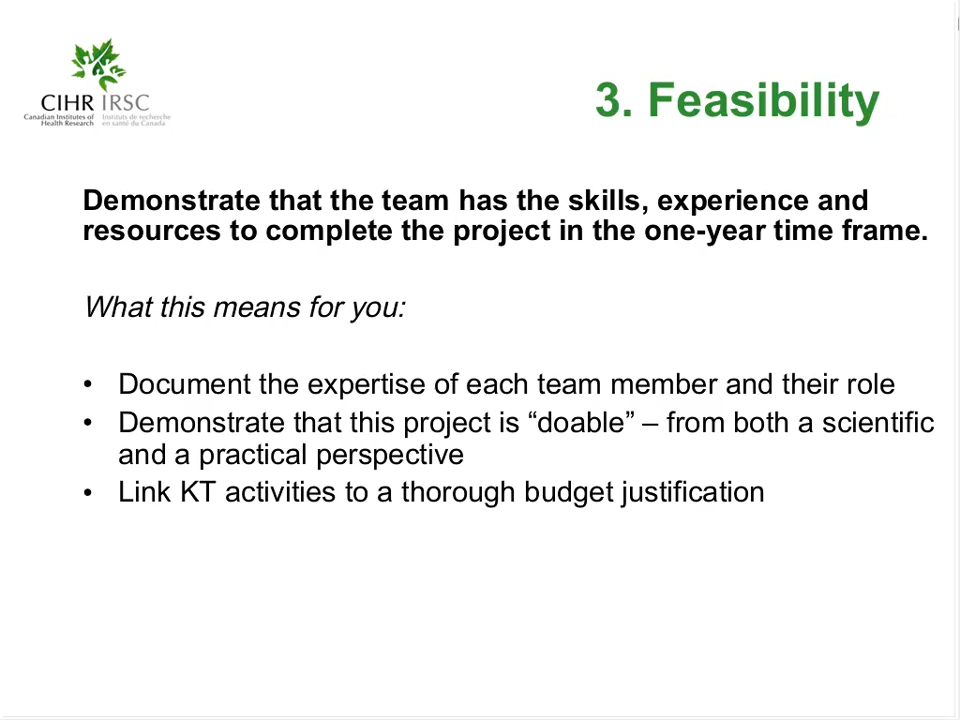 CIHR IRSC
Canadian Institutes of Health Research
Instituts de recherche en santé du Canada
3. Feasibility
Demonstrate that the team has the skills, experience and
resources to complete the project in the one-year time frame.
What this means for you:
• Document the expertise of each team member and their role
• Demonstrate that this project is “doable” – from both a scientific
and a practical perspective
• Link KT activities to a thorough budget justification